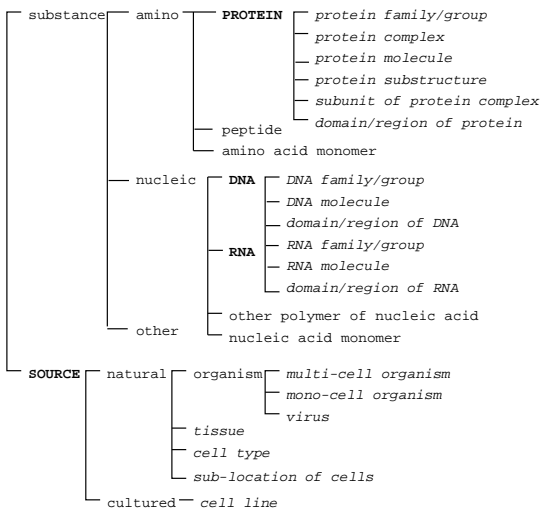 substance amino PROTEIN protein family/group
protein complex
protein molecule
protein substructure
subunit of protein complex
domain/region of protein
peptide
amino acid monomer
nucleic DNA DNA family/group
DNA molecule
domain/region of DNA
RNA RNA family/group
RNA molecule
domain/region of RNA
other polymer of nucleic acid
other nucleic acid monomer
SOURCE natural organism multi-cell organism
mono-cell organism
virus
tissue
cell type
sub-location of cells
cultured cell line